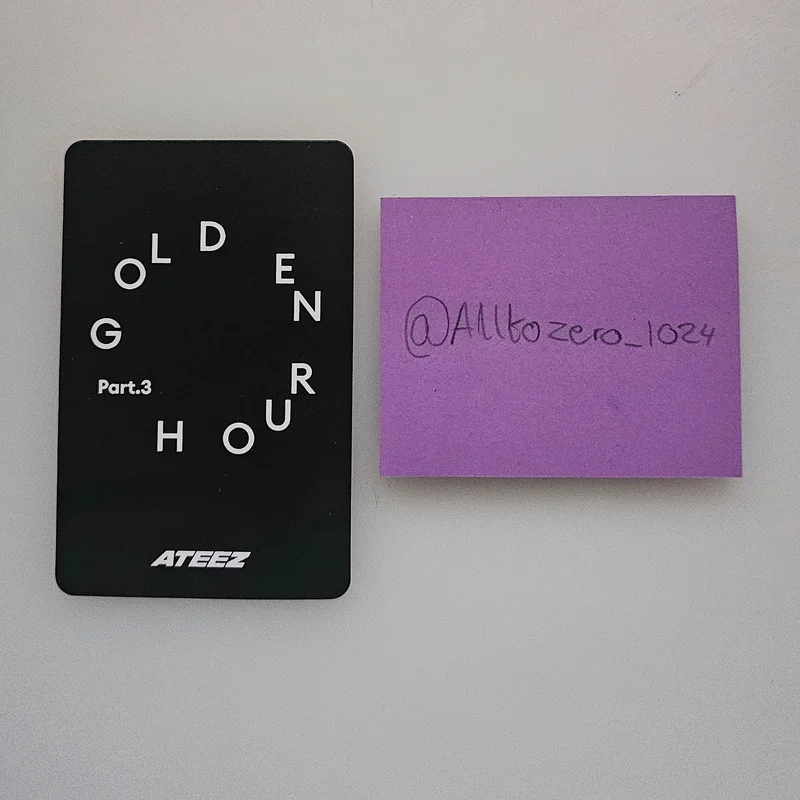 GOLDEN
HOUR
Part.3
ATEEZ
@Alltozero_1024